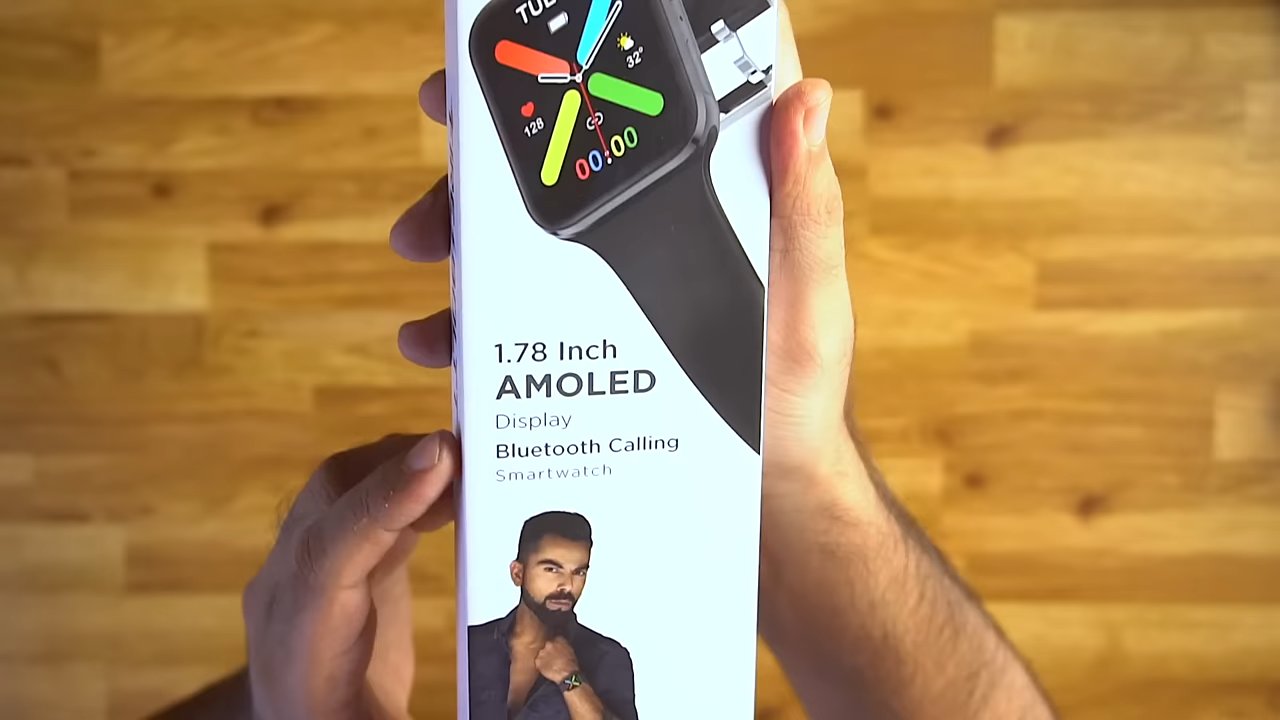 TUE
32°
128
00:00
1.78 Inch
AMOLED
Display
Bluetooth Calling
Smartwatch